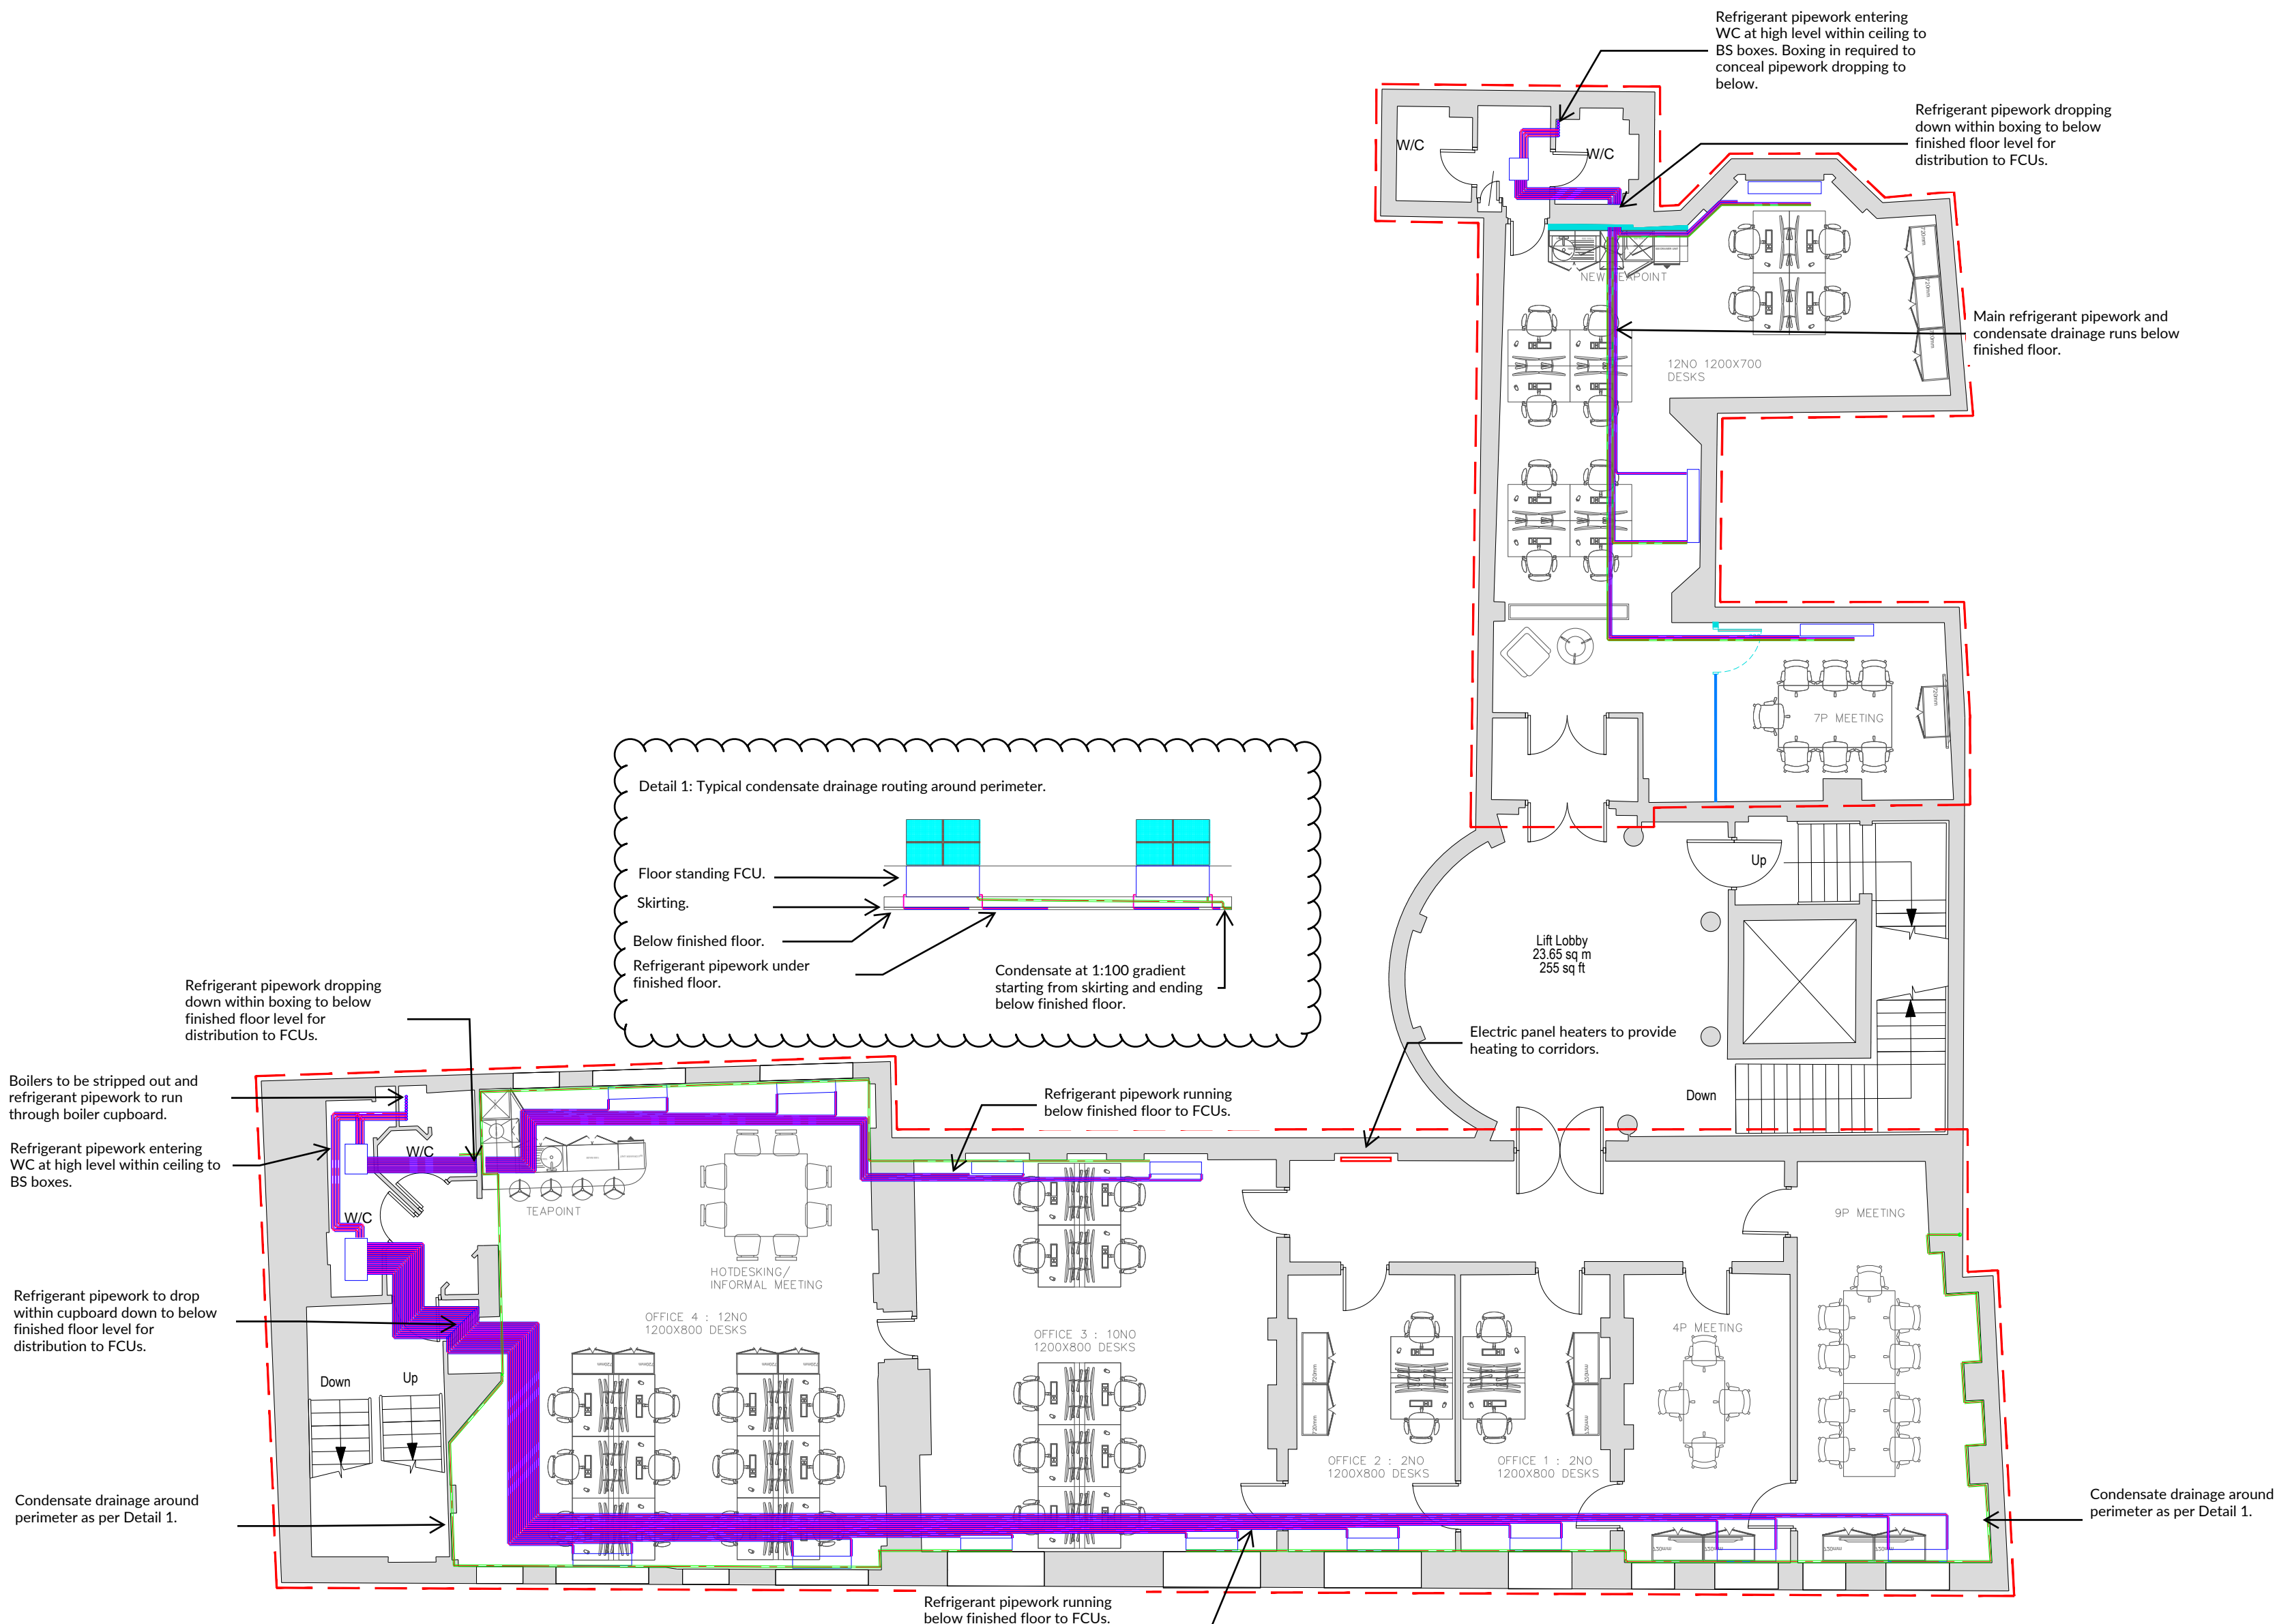 Refrigerant pipework entering
WC at high level within ceiling to
BS boxes. Boxing in required to
conceal pipework dropping to
below.
Refrigerant pipework dropping
down within boxing to below
finished floor level for
distribution to FCUs.
W/C
W/C
720mm
720mm
NEW
Main refrigerant pipework and
condensate drainage runs below
finished floor.
12NO 1200X700
DESKS
720mm
7P MEETING
Detail 1: Typical condensate drainage routing around perimeter.
Floor standing FCU.
Skirting.
Below finished floor.
Refrigerant pipework under
finished floor.
Condensate at 1:100 gradient
starting from skirting and ending
below finished floor.
Up
Lift Lobby
23.65 sq m
255 sq ft
Down
Electric panel heaters to provide
heating to corridors.
Refrigerant pipework dropping
down within boxing to below
finished floor level for
distribution to FCUs.
Boilers to be stripped out and
refrigerant pipework to run
through boiler cupboard.
Refrigerant pipework entering
WC at high level within ceiling to
BS boxes.
Refrigerant pipework running
below finished floor to FCUs.
W/C
W/C
TEAPOINT
HOTDESKING/
INFORMAL MEETING
9P MEETING
Refrigerant pipework to drop
within cupboard down to below
finished floor level for
distribution to FCUs.
OFFICE 4 : 12NO
1200X800 DESKS
OFFICE 3 : 10NO
1200X800 DESKS
4P MEETING
Down
Up
720mm
720mm
720mm
720mm
720mm
720mm
OFFICE 2 : 2NO
1200X800 DESKS
OFFICE 1 : 2NO
1200X800 DESKS
Condensate drainage around
perimeter as per Detail 1.
Condensate drainage around
perimeter as per Detail 1.
Refrigerant pipework running
below finished floor to FCUs.